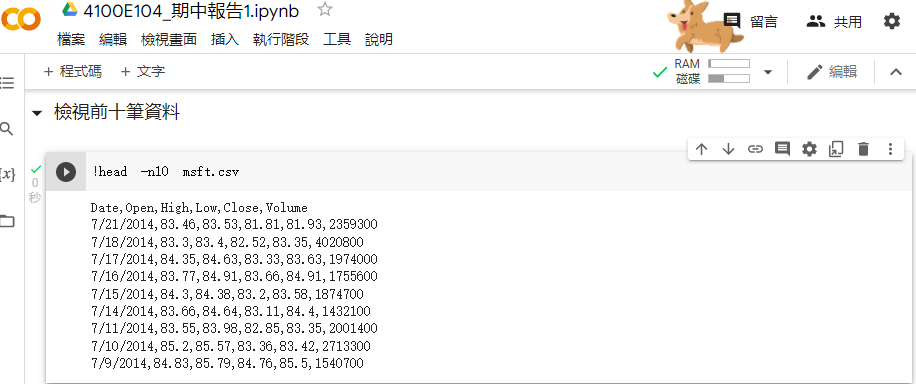 4100E104_期中報告1.ipynb
留言
共用
檔案 編輯 檢視畫面 插入 執行階段 工具 說明
+ 程式碼 + 文字
RAM
磁碟
編輯
檢視前十筆資料
{x}
0
秒
!head -n10 msft.csv
Date,Open,High,Low,Close,Volume
7/21/2014,83.46,83.53,81.81,81.93,2359300
7/18/2014,83.3,83.4,82.52,83.35,4020800
7/17/2014,84.35,84.63,83.33,83.63,1974000
7/16/2014,83.77,84.91,83.66,84.91,1755600
7/15/2014,84.3,84.38,83.2,83.58,1874700
7/14/2014,83.66,84.64,83.11,84.4,1432100
7/11/2014,83.55,83.98,82.85,83.35,2001400
7/10/2014,85.2,85.57,83.36,83.42,2713300
7/9/2014,84.83,85.79,84.76,85.5,1540700